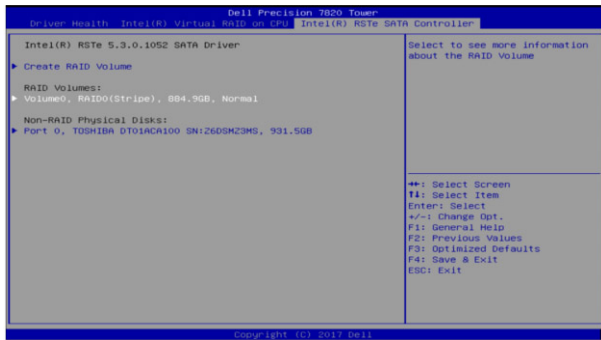 Dell Precision 7820 Tower
Driver Health Intel(R) Virtual RAID on CPU Intel(R) RSTe SATA Controller
Intel(R) RSTe 5.3.0.1052 SATA Driver
Create RAID Volume
RAID Volumes:
Volume0, RAID0(Stripe), 884.9GB, Normal
Non-RAID Physical Disks:
Port 0, TOSHIBA DT01ACA100 SN:26DSMZ3MS, 931.5GB
Select to see more information
about the RAID Volume
→←: Select Screen
↑↓: Select Item
Enter: Select
+/-: Change Opt.
F1: General Help
F2: Previous Values
F3: Optimized Defaults
F4: Save & Exit
ESC: Exit
Copyright (C) 2017 Dell